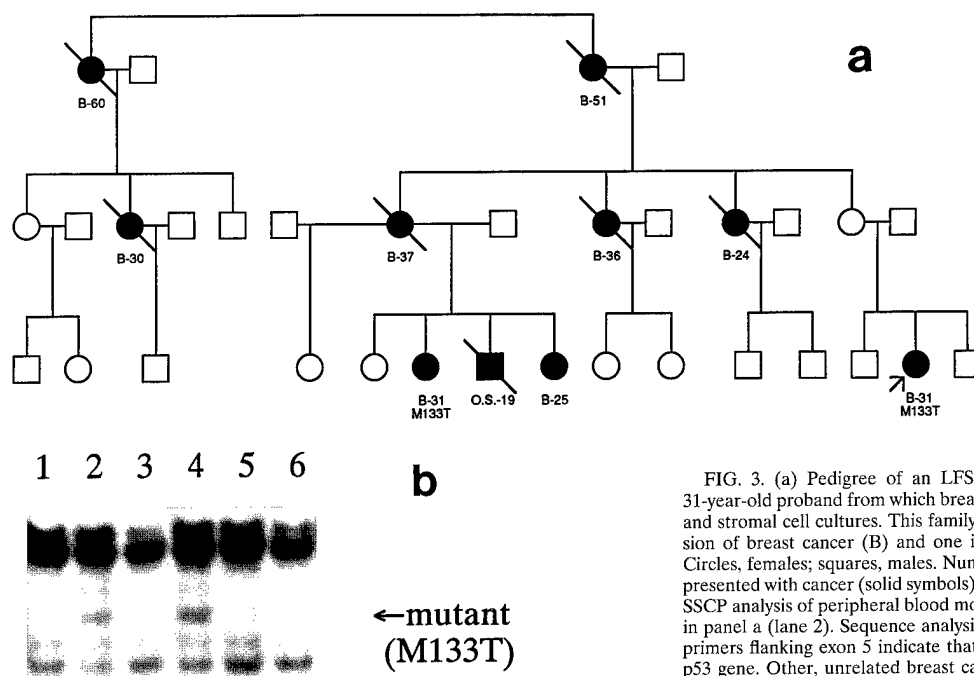 a
B-60
B-51
B-30
B-37
B-36
B-24
B-31
M133T
O.S.-19
B-25
B-31
M133T
b
1 2 3 4 5 6
←mutant
(M133T)
FIG. 3. (a) Pedigree of an LFS
31-year-old proband from which brea
and stromal cell cultures. This family
sion of breast cancer (B) and one i
Circles, females; squares, males. Nun
presented with cancer (solid symbols)
SSCP analysis of peripheral blood mo
in panel a (lane 2). Sequence analysi
primers flanking exon 5 indicate that
p53 gene. Other, unrelated breast ca